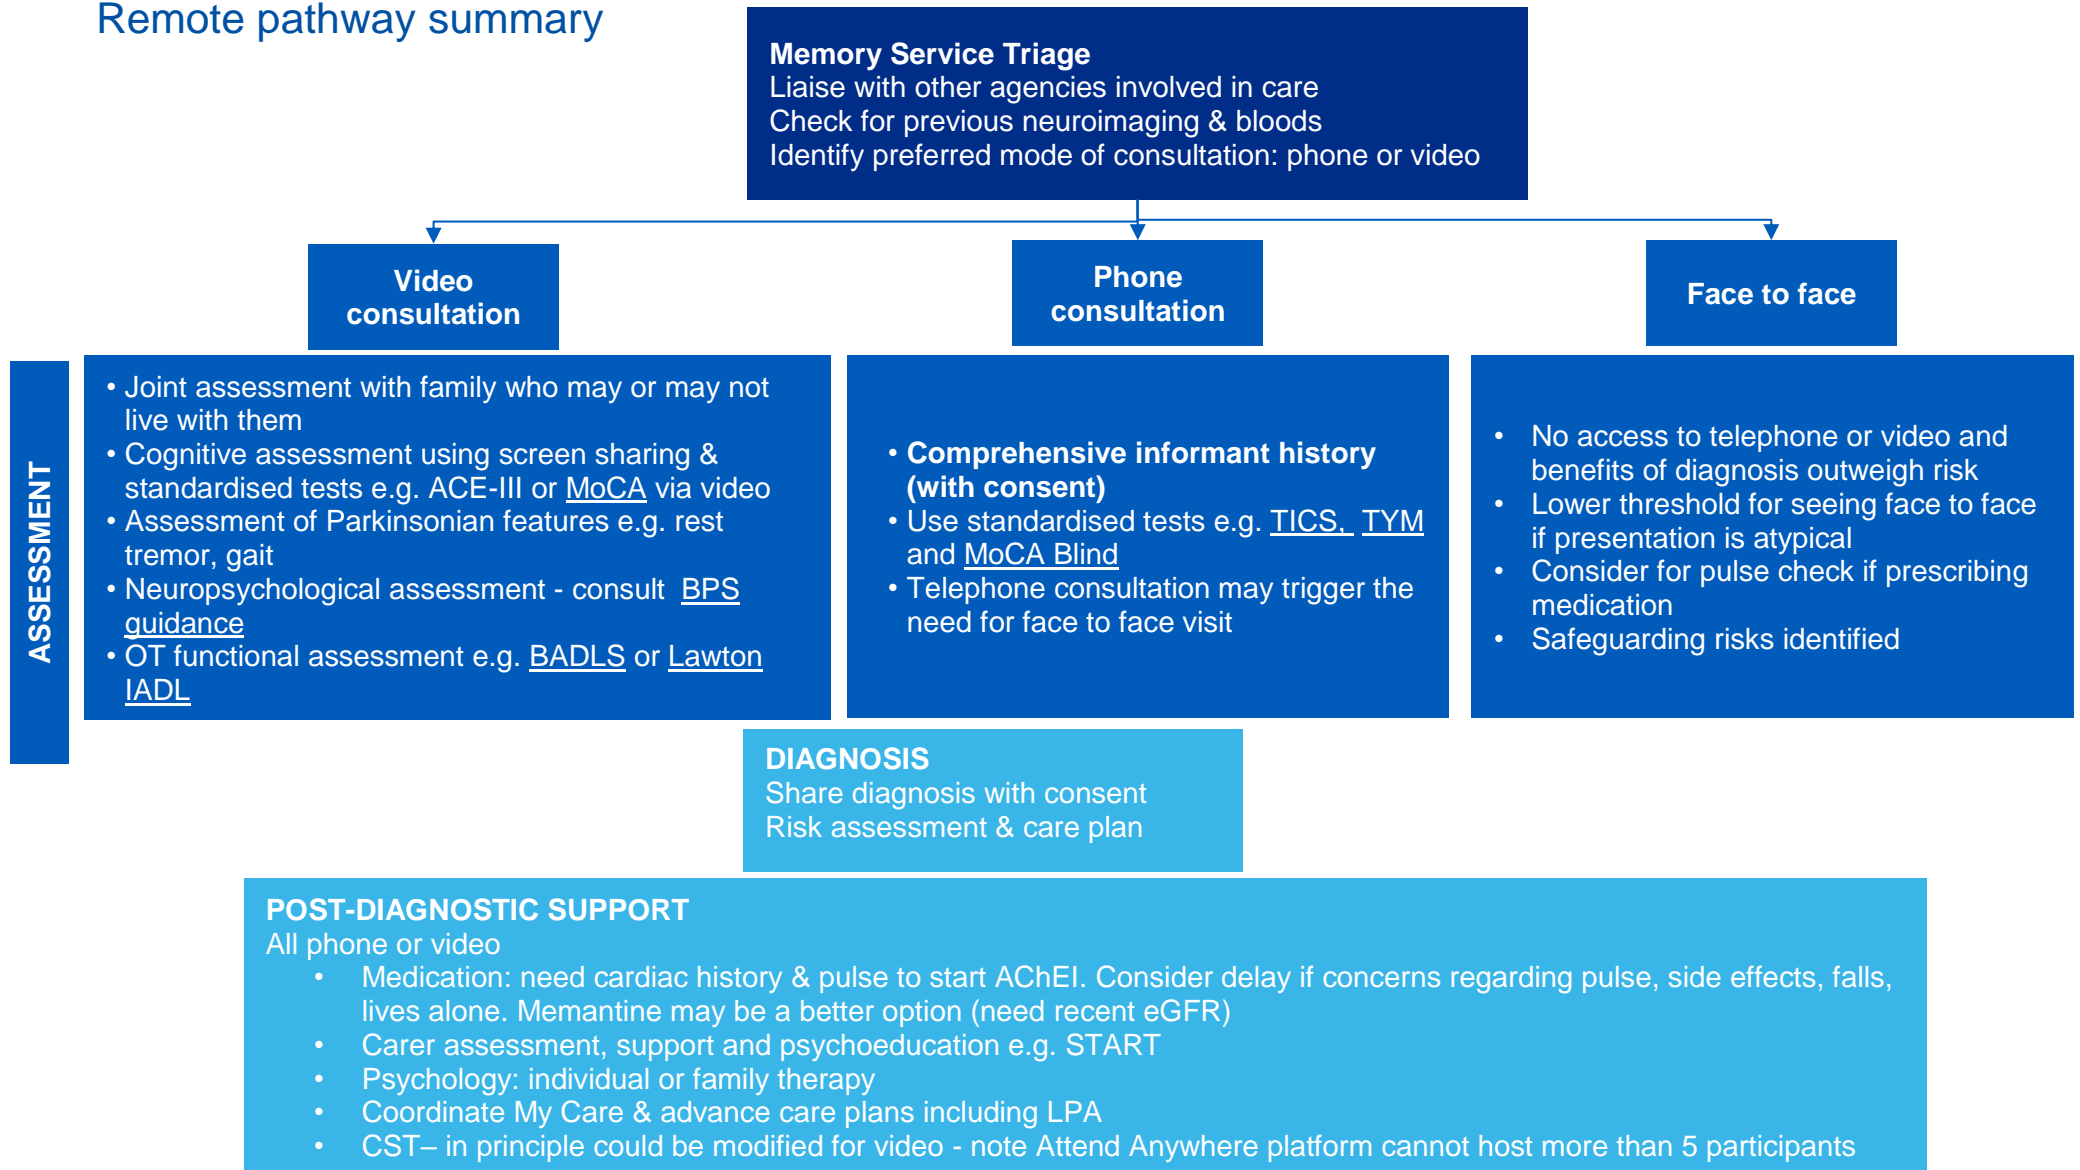 Remote pathway summary
Memory Service Triage
Liaise with other agencies involved in care
Check for previous neuroimaging & bloods
Identify preferred mode of consultation: phone or video
Video
consultation
Phone
consultation
Face to face
ASSESSMENT
• Joint assessment with family who may or may not
live with them
• Cognitive assessment using screen sharing &
standardised tests e.g. ACE-III or MoCA via video
• Assessment of Parkinsonian features e.g. rest
tremor, gait
• Neuropsychological assessment - consult BPS
guidance
• OT functional assessment e.g. BADLS or Lawton
IADL
• Comprehensive informant history
(with consent)
• Use standardised tests e.g. TICS, TYM
and MoCA Blind
• Telephone consultation may trigger the
need for face to face visit
• No access to telephone or video and
benefits of diagnosis outweigh risk
• Lower threshold for seeing face to face
if presentation is atypical
• Consider for pulse check if prescribing
medication
• Safeguarding risks identified
DIAGNOSIS
Share diagnosis with consent
Risk assessment & care plan
POST-DIAGNOSTIC SUPPORT
All phone or video
• Medication: need cardiac history & pulse to start AChEI. Consider delay if concerns regarding pulse, side effects, falls,
lives alone. Memantine may be a better option (need recent eGFR)
• Carer assessment, support and psychoeducation e.g. START
• Psychology: individual or family therapy
• Coordinate My Care & advance care plans including LPA
• CST– in principle could be modified for video - note Attend Anywhere platform cannot host more than 5 participants